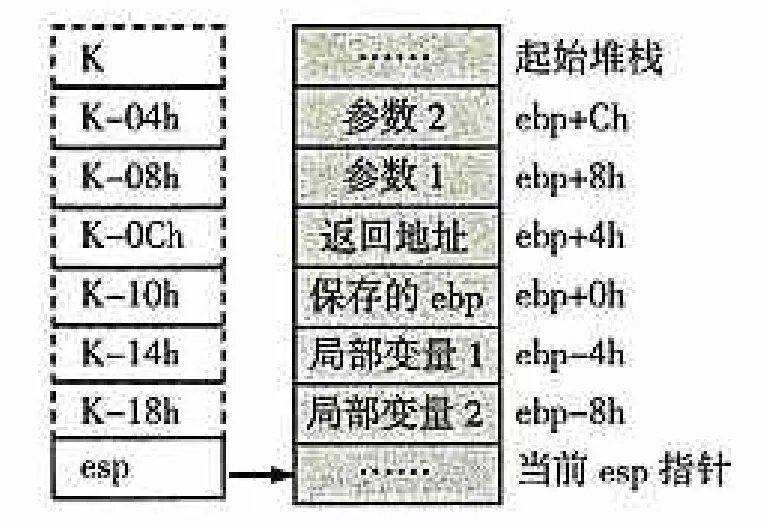 K …… 起始堆栈
K-04h 参数 2 ebp+Ch
K-08h 参数 1 ebp+8h
K-0Ch 返回地址 ebp+4h
K-10h 保存的 ebp ebp+0h
K-14h 局部变量 1 ebp-4h
K-18h 局部变量 2 ebp-8h
esp …… 当前 esp 指针